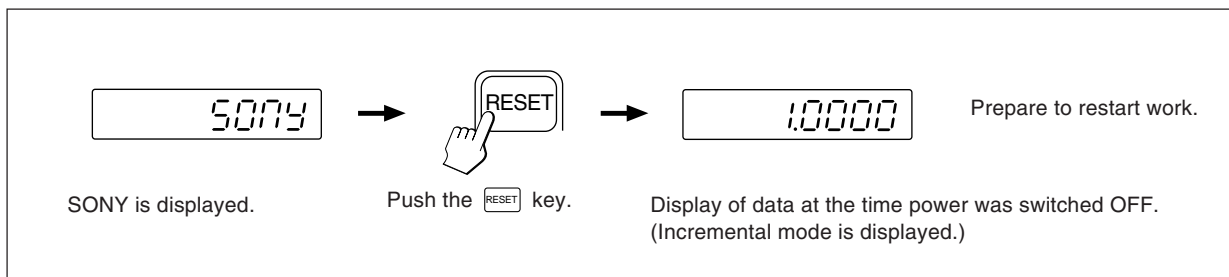 SONY
RESET
1.0000
Prepare to restart work.
SONY is displayed.
Push the RESET key.
Display of data at the time power was switched OFF.
(Incremental mode is displayed.)